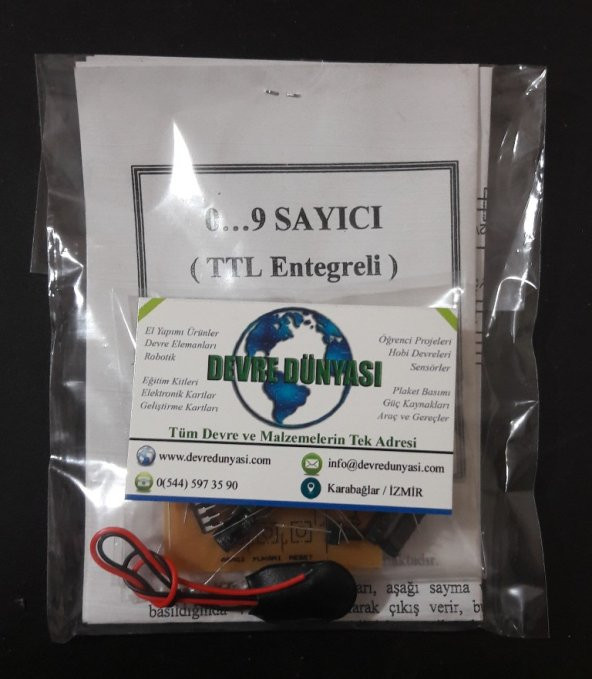 0...9 SAYICI
( TTL Entegreli )
El Yapımı Ürünler
Devre Elemanları
Robotik
Eğitim Kitleri
Elektronik Kartlar
Geliştirme Kartları
DEVRE DÜNYASI
Öğrenci Projeleri
Hobi Devreleri
Sensörler
Plaket Basımı
Güç Kaynakları
Araç ve Gereçler
Tüm Devre ve Malzemelerin Tek Adresi
www.devredunyasi.com
info@devredunyasi.com
0(544) 597 35 90
Karabağlar / İZMİR
RESET
aşağı sayma
basıldığında
arak çıkış verir, bu